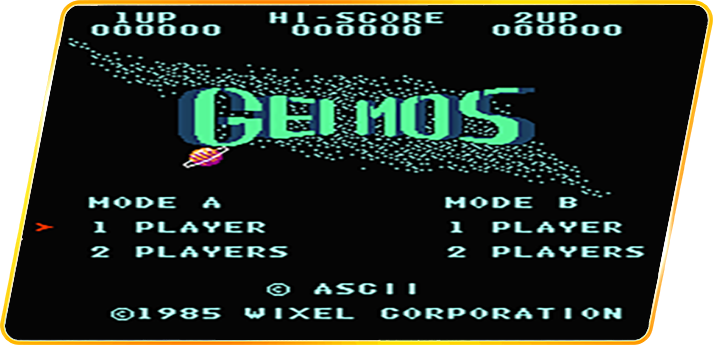 1UP HI-SCORE 2UP
000000 000000 000000
GEIMOS
MODE A MODE B
1 PLAYER 1 PLAYER
2 PLAYERS 2 PLAYERS
© ASCII
©1985 WIXEL CORPORATION